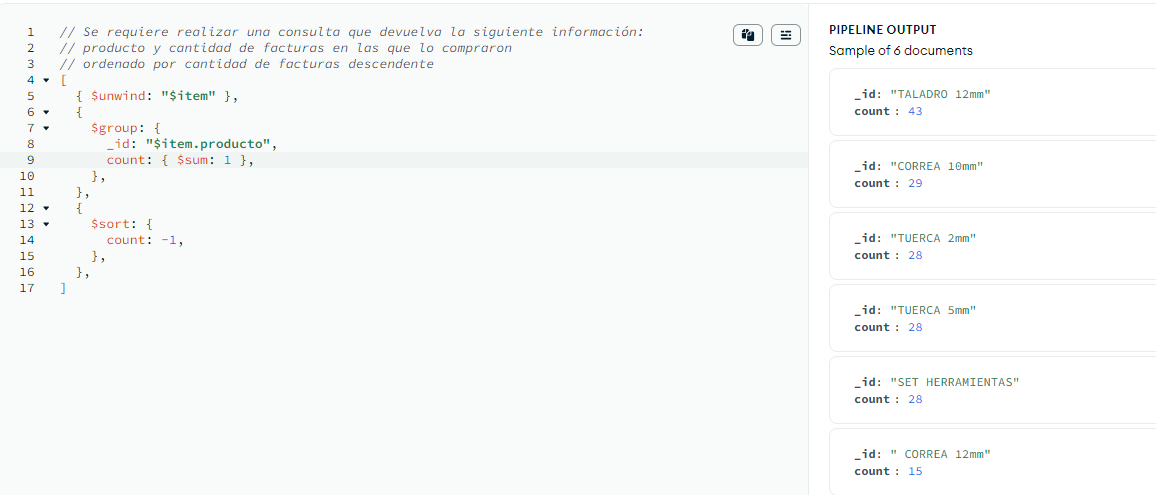 1 // Se requiere realizar una consulta que devuelva la siguiente información:
2 // producto y cantidad de facturas en las que lo compraron
3 // ordenado por cantidad de facturas descendente
4 [
5 { $unwind: "$item" },
6 {
7 $group: {
8 _id: "$item.producto",
9 count: { $sum: 1 },
10 },
11 },
12 {
13 $sort: {
14 count: -1,
15 },
16 },
17 ]
PIPELINE OUTPUT
Sample of 6 documents
_id: "TALADRO 12mm"
count : 43
_id: "CORREA 10mm"
count : 29
_id: "TUERCA 2mm"
count : 28
_id: "TUERCA 5mm"
count : 28
_id: "SET HERRAMIENTAS"
count : 28
_id: " CORREA 12mm"
count : 15